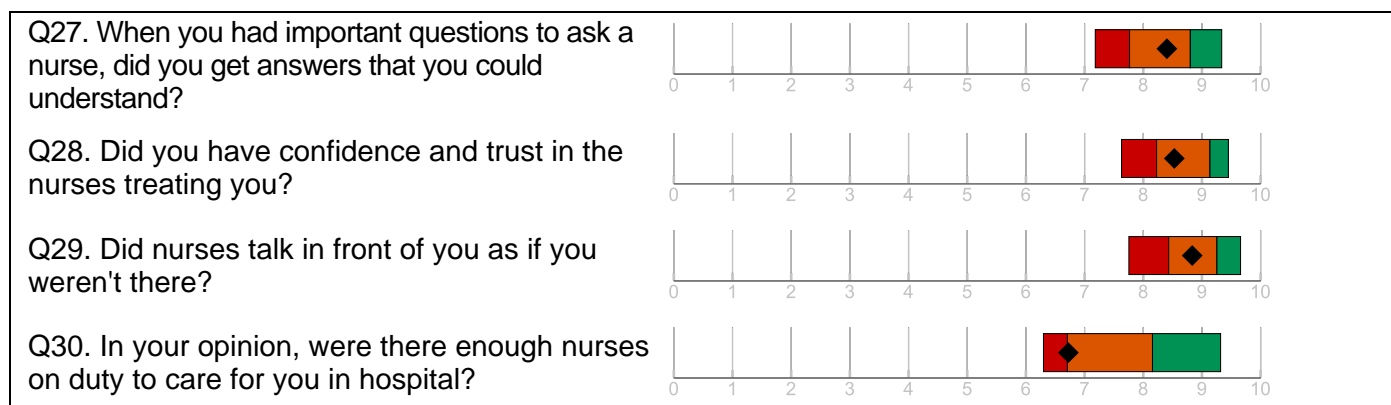 Q27. When you had important questions to ask a
nurse, did you get answers that you could
understand?
0 1 2 3 4 5 6 7 8 9 10
Q28. Did you have confidence and trust in the
nurses treating you?
0 1 2 3 4 5 6 7 8 9 10
Q29. Did nurses talk in front of you as if you
weren't there?
0 1 2 3 4 5 6 7 8 9 10
Q30. In your opinion, were there enough nurses
on duty to care for you in hospital?
0 1 2 3 4 5 6 7 8 9 10